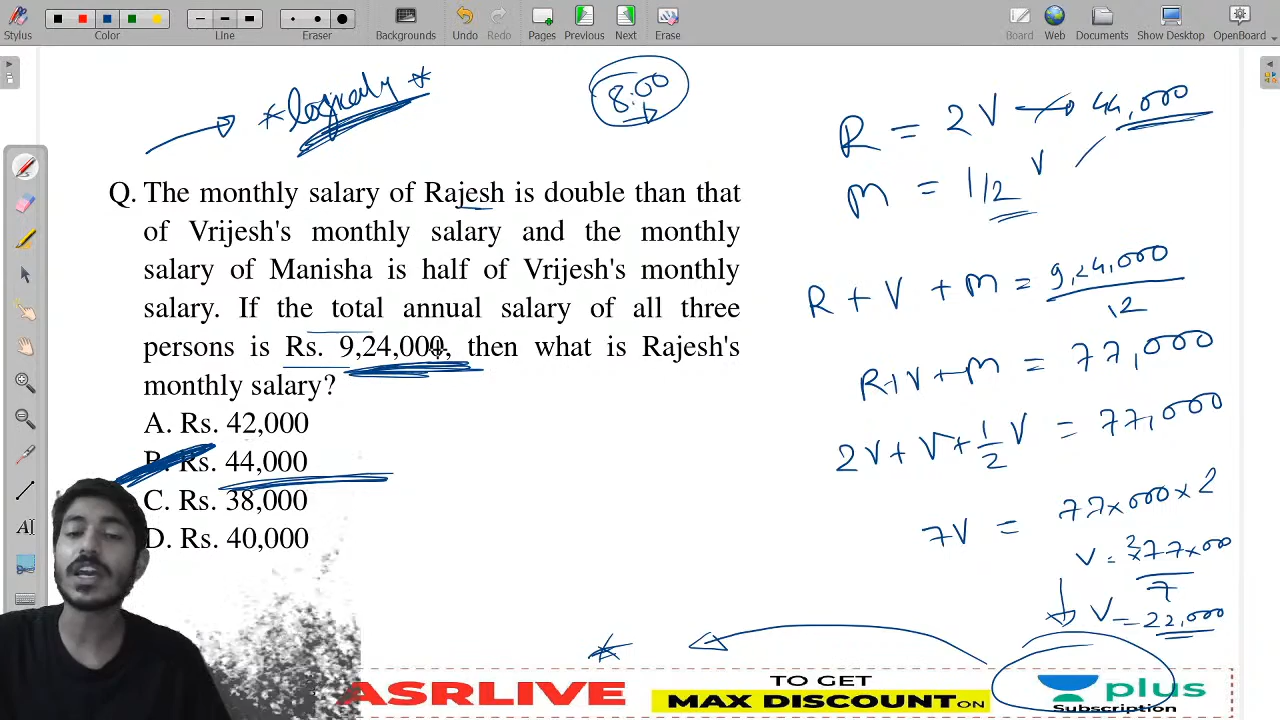 Stylus
Color
Line
Eraser
Backgrounds
Undo
Redo
Pages
Previous
Next
Erase
Board
Web
Documents
Show Desktop
OpenBoard
*logically*
8:00
Q. The monthly salary of Rajesh is double than that
of Vrijesh's monthly salary and the monthly
salary of Manisha is half of Vrijesh's monthly
salary. If the total annual salary of all three
persons is Rs. 9,24,000, then what is Rajesh's
monthly salary?
A. Rs. 42,000
B. Rs. 44,000
C. Rs. 38,000
D. Rs. 40,000
R = 2V → 44,000
m = 1/2 V
R + V + m = 9,24,000
12
R+V+m = 77,000
2V + V + 1/2 V = 77,000
7V = 77×000×2
V = 2×77×00
7
V = 22,000
ASRLIVE
TO GET
MAX DISCOUNT ON
plus
Subscription